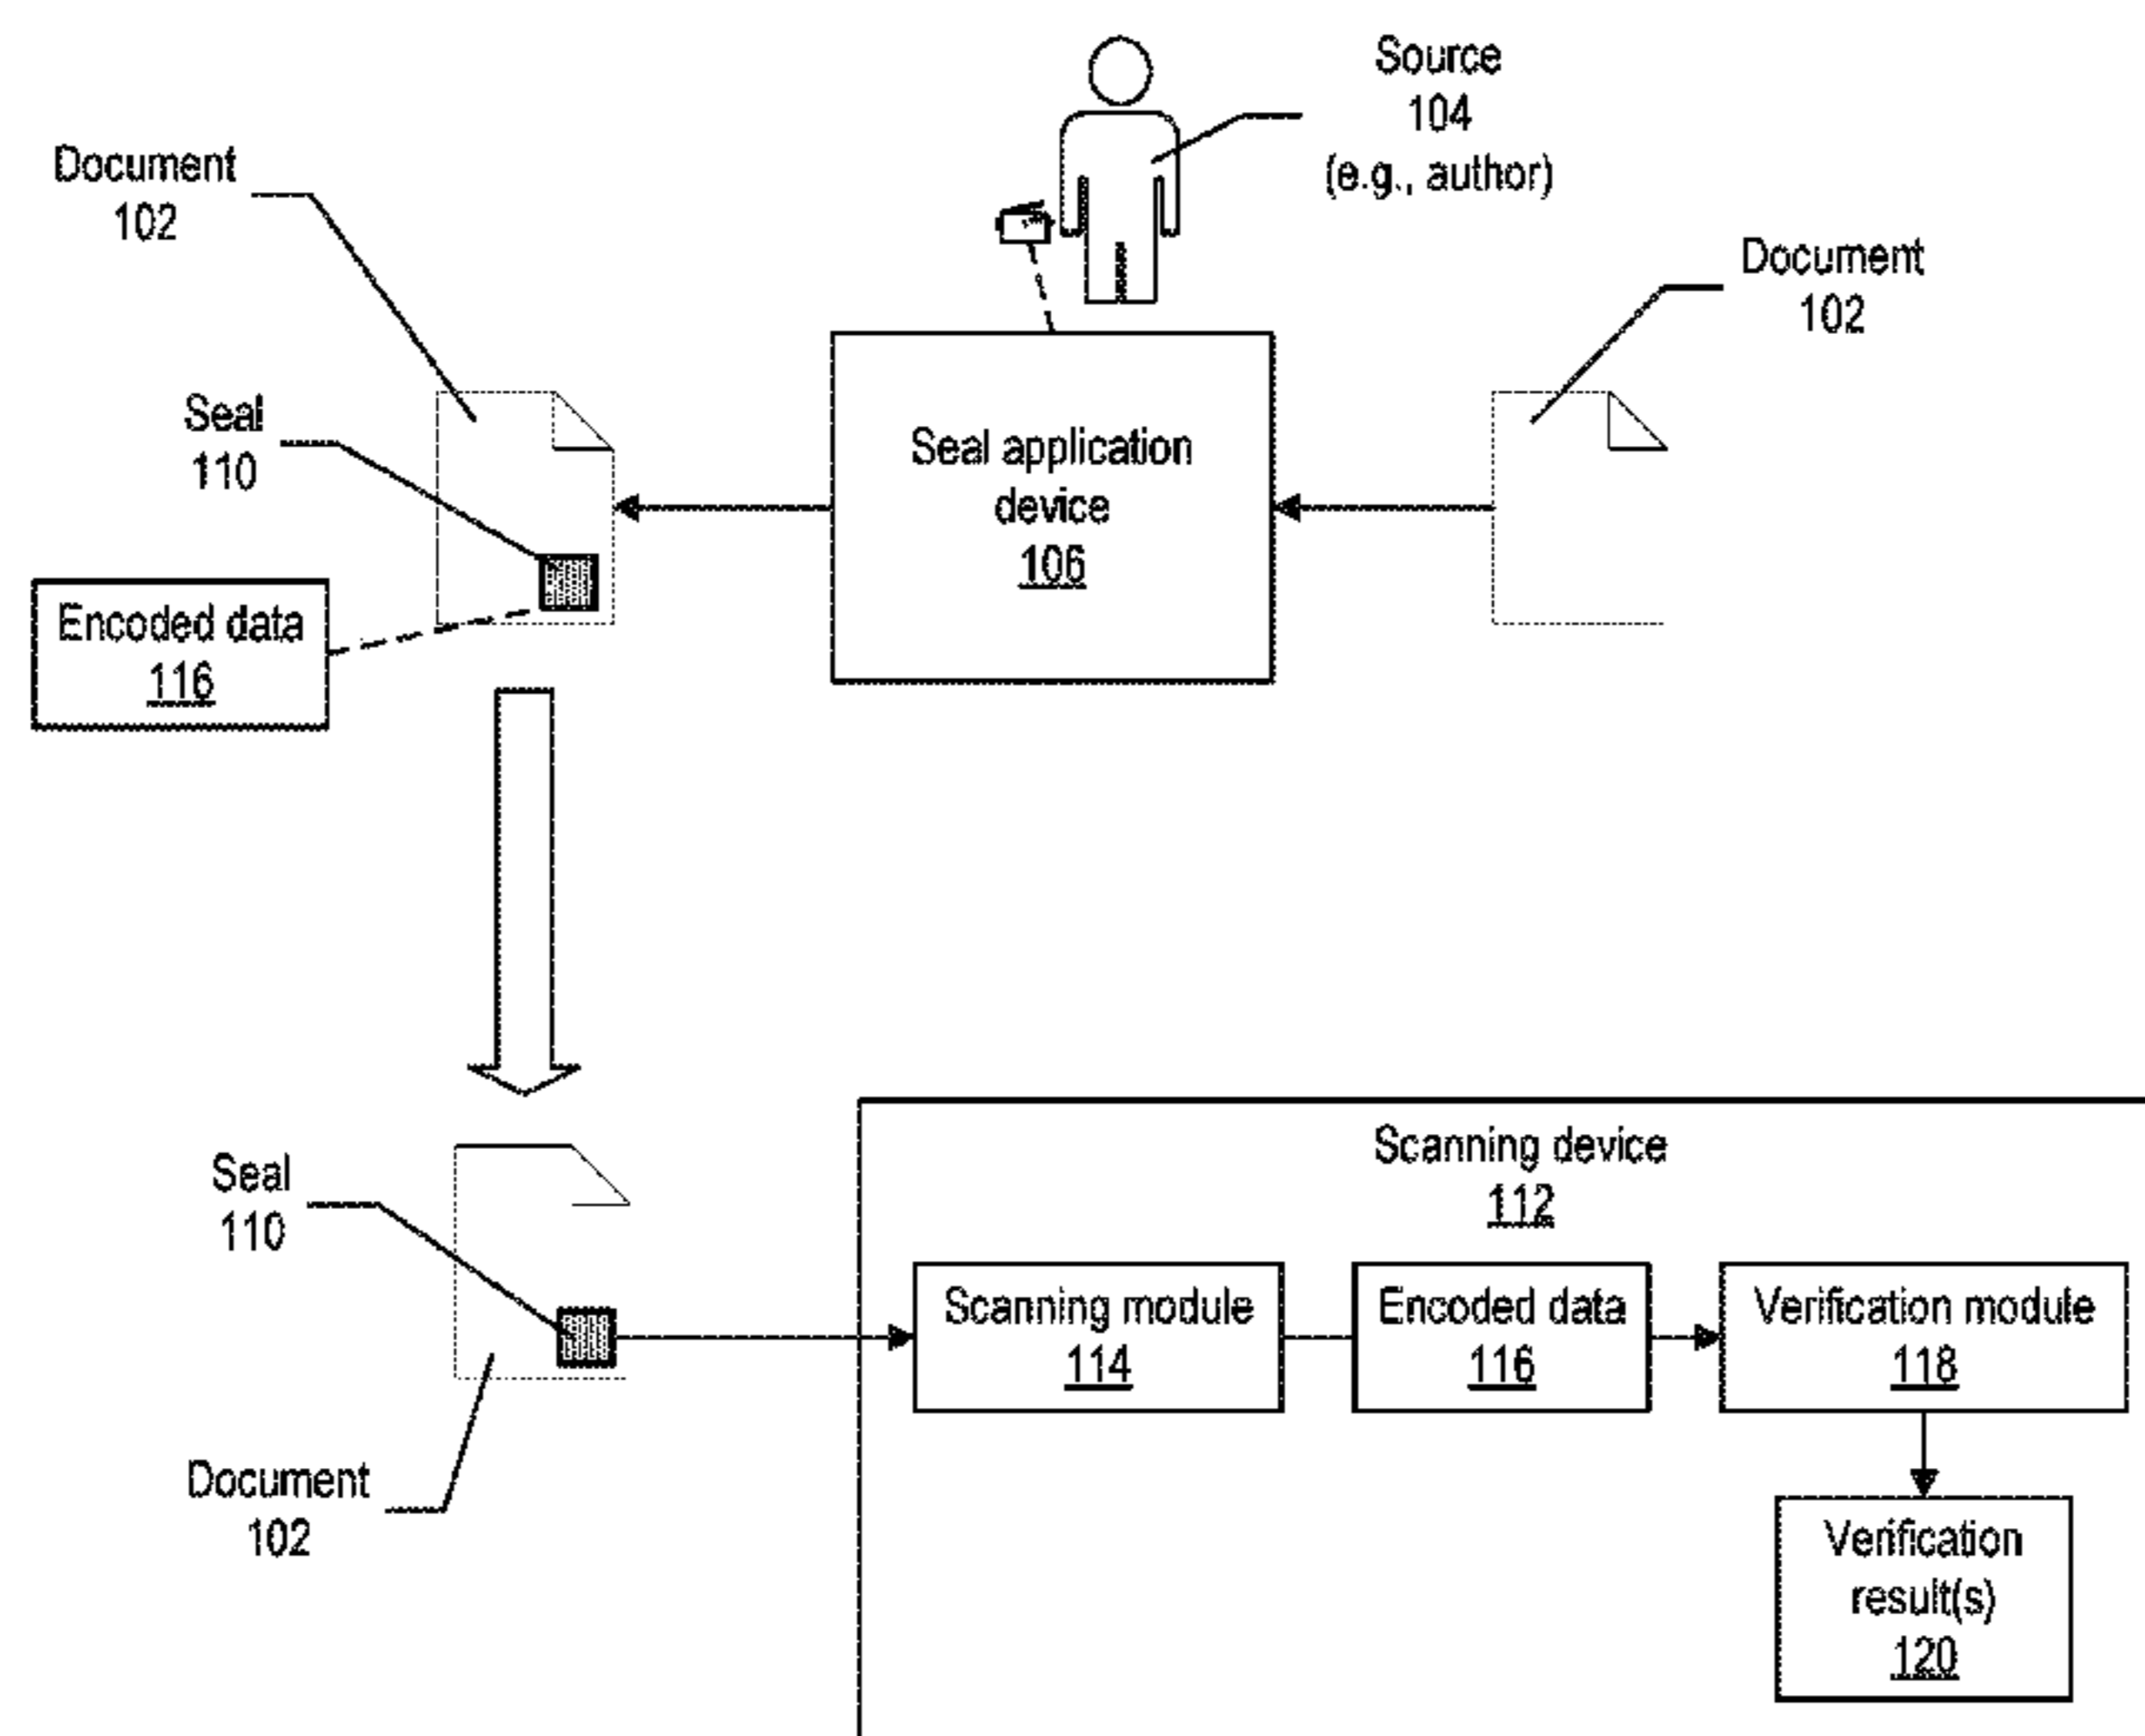 Source
104
(e.g., author)
Document
102
Document
102
Seal
110
Seal application
device
106
Encoded data
116
Scanning device
112
Seal
110
Scanning module
114
Encoded data
116
Verification module
118
Document
102
Verification
result(s)
120